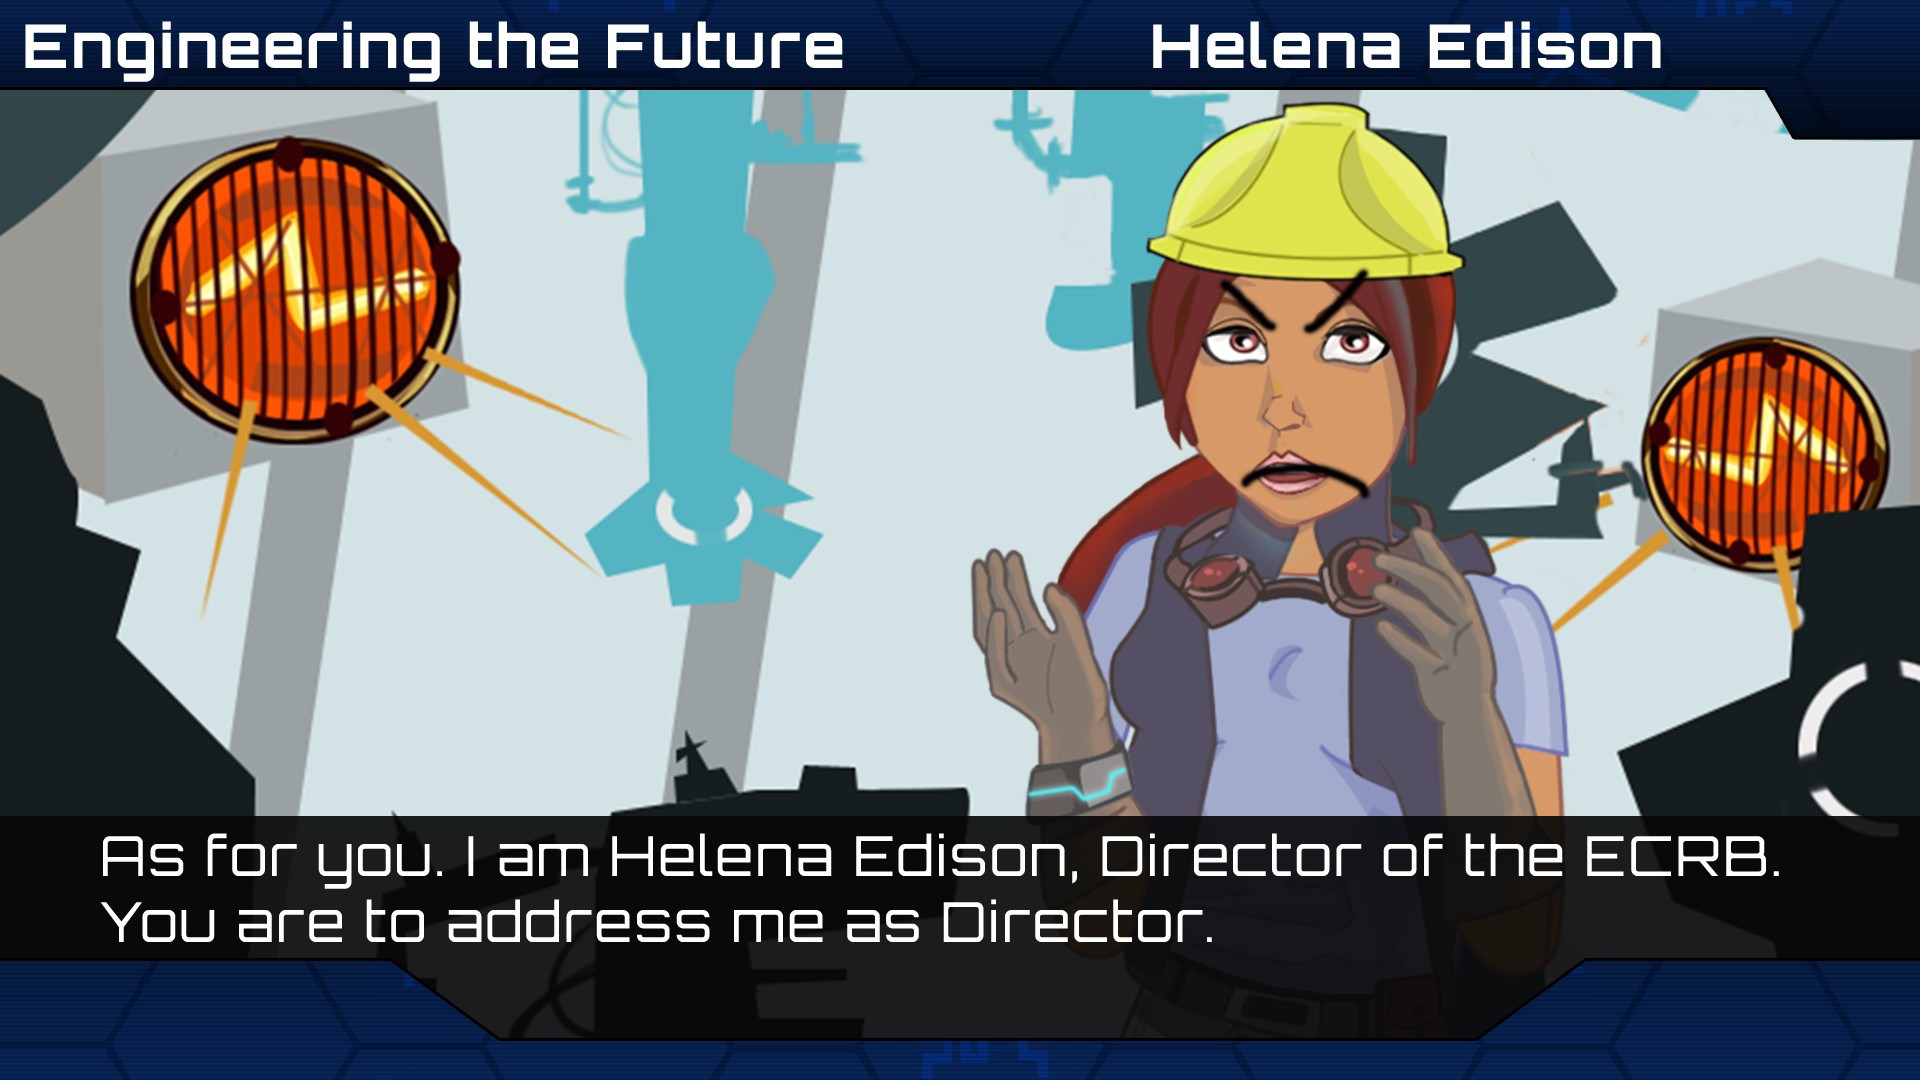 Engineering the Future
Helena Edison
As for you. I am Helena Edison, Director of the ECRB.
You are to address me as Director.